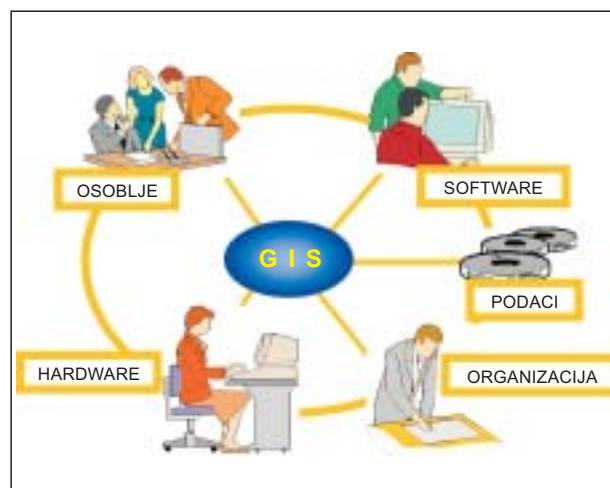 OSOBLJE
SOFTWARE
G I S
PODACI
HARDWARE
ORGANIZACIJA